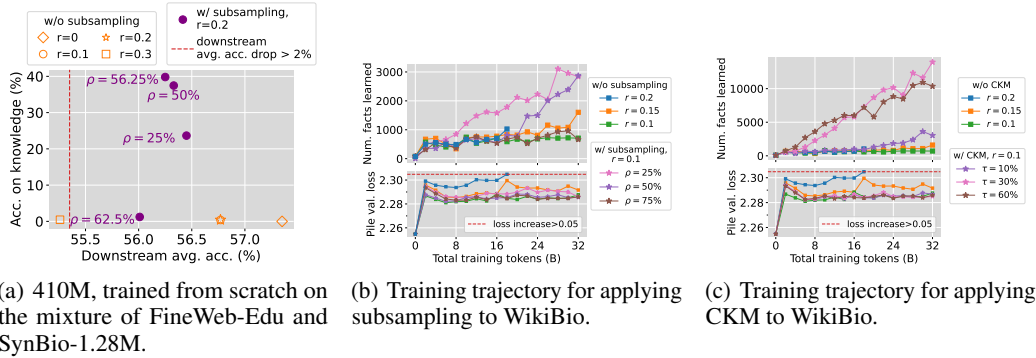 w/o subsampling
r=0
r=0.2
r=0.1
r=0.3
w/ subsampling,
r=0.2
downstream
avg. acc. drop > 2%
Acc. on knowledge (%)
40
30
20
10
0
ρ = 56.25%
ρ = 50%
ρ = 25%
ρ = 62.5%
55.5 56.0 56.5 57.0
Downstream avg. acc. (%)
Num. facts learned
3000
2000
1000
0
Pile val. loss
2.30
2.28
2.26
0 8 16 24 32
Total training tokens (B)
loss increase>0.05
w/o subsampling
r = 0.2
r = 0.15
r = 0.1
w/ subsampling,
r = 0.1
ρ = 25%
ρ = 50%
ρ = 75%
Num. facts learned
10000
5000
0
Pile val. loss
2.30
2.28
2.26
0 8 16 24 32
Total training tokens (B)
loss increase>0.05
w/o CKM
r = 0.2
r = 0.15
r = 0.1
w/ CKM, r = 0.1
τ = 10%
τ = 30%
τ = 60%
(a) 410M, trained from scratch on
the mixture of FineWeb-Edu and
SynBio-1.28M.
(b) Training trajectory for applying
subsampling to WikiBio.
(c) Training trajectory for applying
CKM to WikiBio.